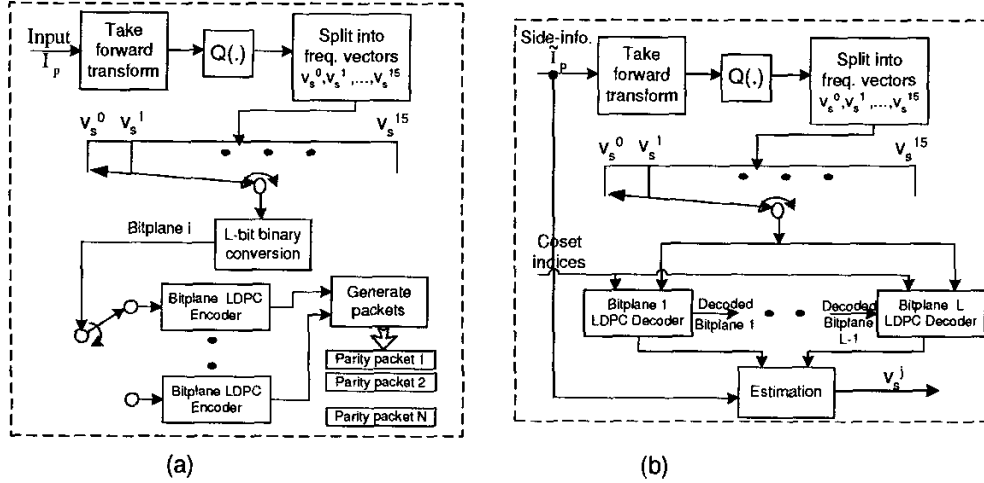 Input
I p
Take
forward
transform
Q(.)
Split into
freq. vectors
v_s^0, v_s^1, ..., v_s^15
v_s^0 v_s^1 v_s^15
Bitplane i
L-bit binary
conversion
Bitplane LDPC
Encoder
Bitplane LDPC
Encoder
Generate
packets
Parity packet 1
Parity packet 2
Parity packet N
(a)
Side-info.
Ĩ p
Take
forward
transform
Q(.)
Split into
freq. vectors
v_s^0, v_s^1, ..., v_s^15
v_s^0 v_s^1 v_s^15
Coset
indices
Bitplane 1
LDPC Decoder
Decoded
Bitplane 1
Decoded
Bitplane
L-1
Bitplane L
LDPC Decoder
Estimation
v_s^j
(b)